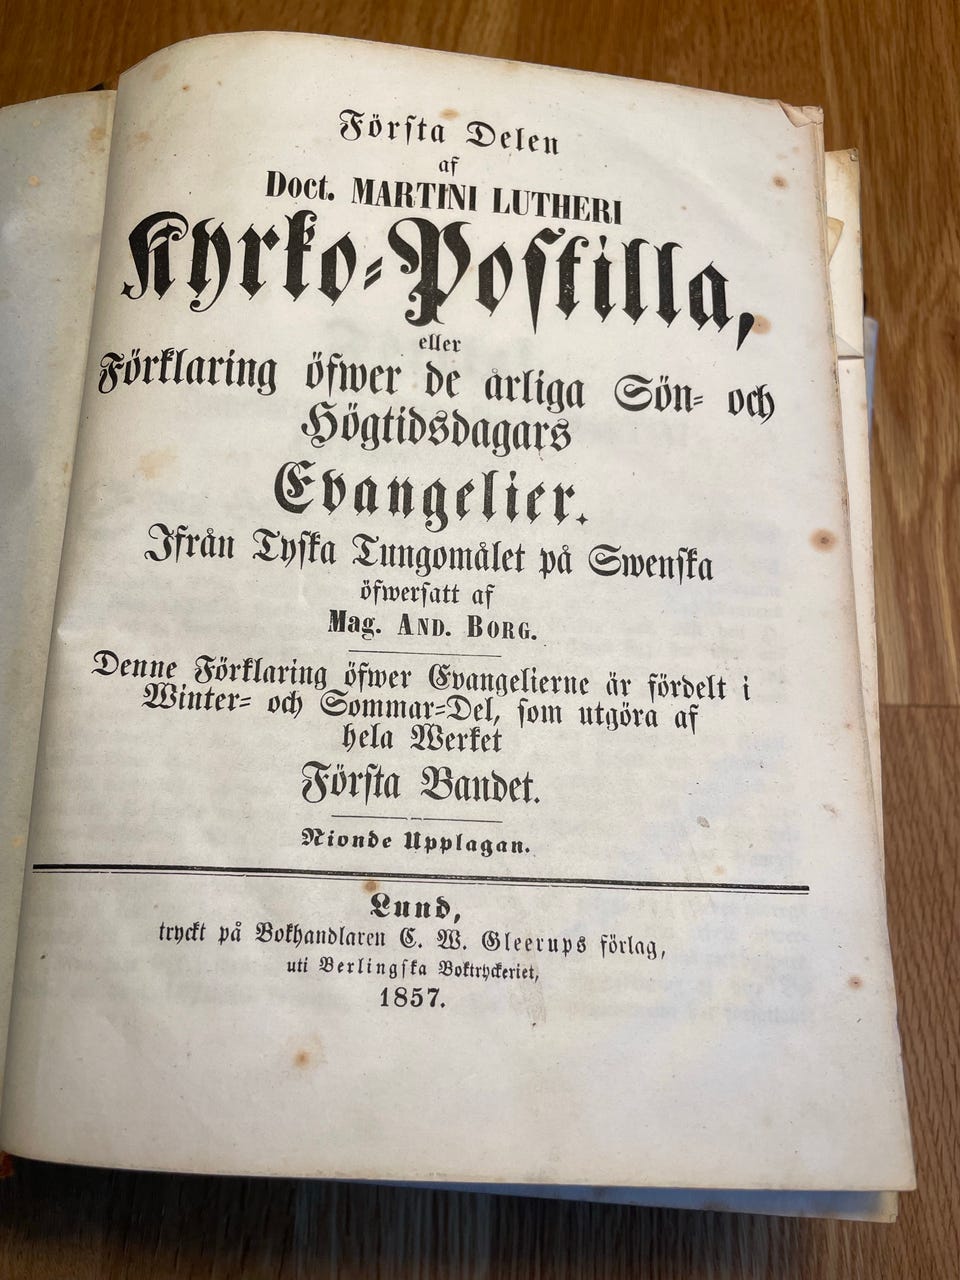 Första Delen
af
Doct. MARTINI LUTHERI
Kyrko-Postilla,
eller
Förklaring öfwer de årliga Sön- och
Högtidsdagars
Evangelier.
Ifrån Tyska Tungomålet på Swenska
öfwersatt af
Mag. AND. BORG.
Denne Förklaring öfwer Evangelierne är fördelt i
Winter- och Sommar-Del, som utgöra af
hela Werket
Första Bandet.
Nionde Upplagan.
Lund,
tryckt på Bokhandlaren C. W. Gleerups förlag,
uti Berlingska Boktryckeriet,
1857.